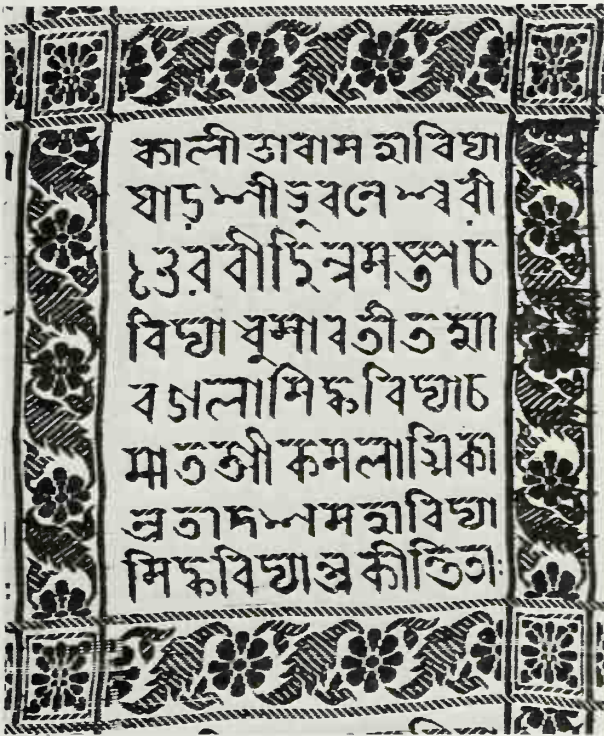 কালীতারামহাবিদ্যা
ষাড়শীভুবনেশ্বরী
ভৈরবীছিন্নমস্তাচ
বিদ্যাধুমাবতীতথা
বগলাসিদ্ধবিদ্যাচ
মাতঙ্গীকমলাত্মিকা
এতাদশমহাবিদ্যা
সিদ্ধবিদ্যাপ্রকীত্তিতাঃ